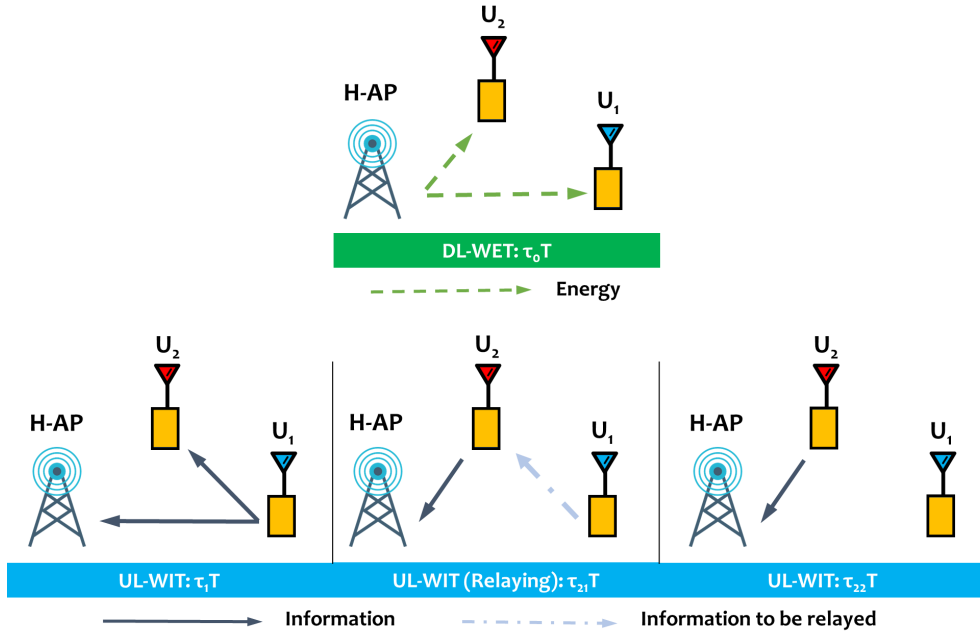 U₂
H-AP
U₁
DL-WET: τ₀T
Energy
U₂
H-AP
U₁
U₂
H-AP
U₁
U₂
H-AP
U₁
UL-WIT: τ₁T
UL-WIT (Relaying): τ₂₁T
UL-WIT: τ₂₂T
Information
Information to be relayed